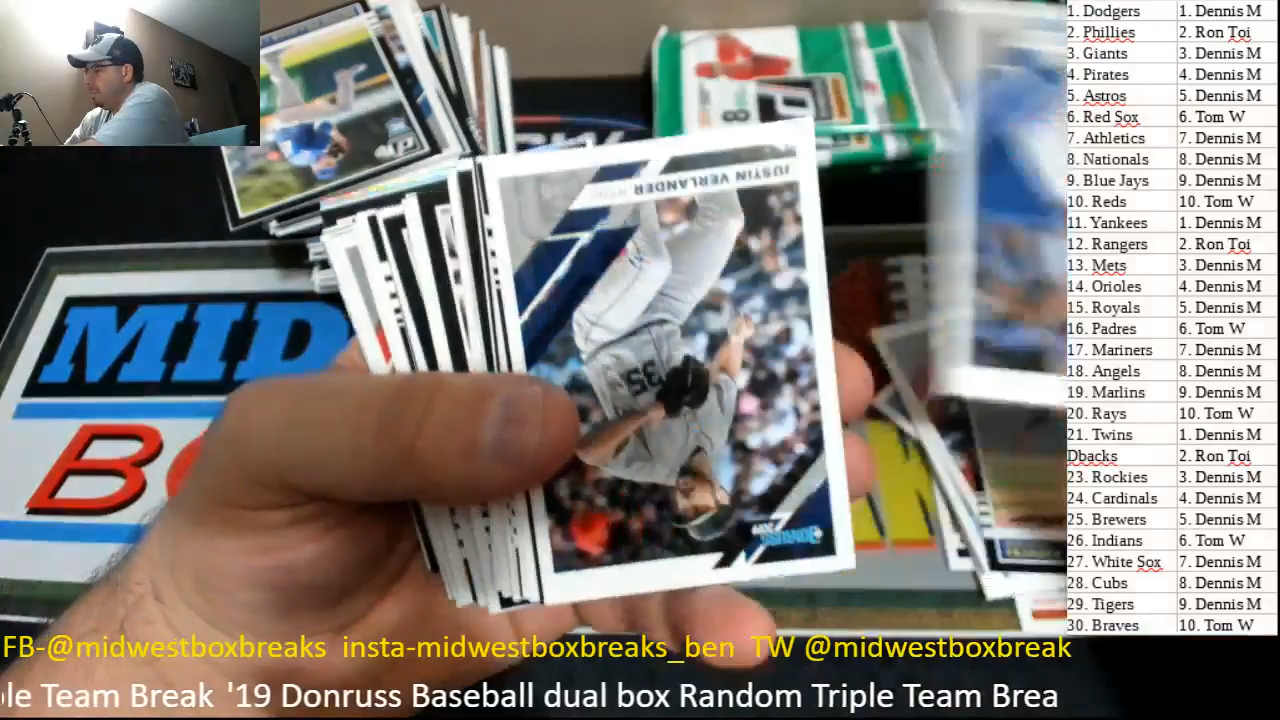 1. Dodgers 1. Dennis M
2. Phillies 2. Ron Toi
3. Giants 3. Dennis M
4. Pirates 4. Dennis M
5. Astros 5. Dennis M
6. Red Sox 6. Tom W
7. Athletics 7. Dennis M
8. Nationals 8. Dennis M
9. Blue Jays 9. Dennis M
10. Reds 10. Tom W
11. Yankees 1. Dennis M
12. Rangers 2. Ron Toi
13. Mets 3. Dennis M
14. Orioles 4. Dennis M
15. Royals 5. Dennis M
16. Padres 6. Tom W
17. Mariners 7. Dennis M
18. Angels 8. Dennis M
19. Marlins 9. Dennis M
20. Rays 10. Tom W
21. Twins 1. Dennis M
Dbacks 2. Ron Toi
23. Rockies 3. Dennis M
24. Cardinals 4. Dennis M
25. Brewers 5. Dennis M
26. Indians 6. Tom W
27. White Sox 7. Dennis M
28. Cubs 8. Dennis M
29. Tigers 9. Dennis M
30. Braves 10. Tom W
JUSTIN VERLANDER
35
DONRUSS
8
MID
B
FB-@midwestboxbreaks insta-midwestboxbreaks_ben TW @midwestboxbreak
le Team Break '19 Donruss Baseball dual box Random Triple Team Brea